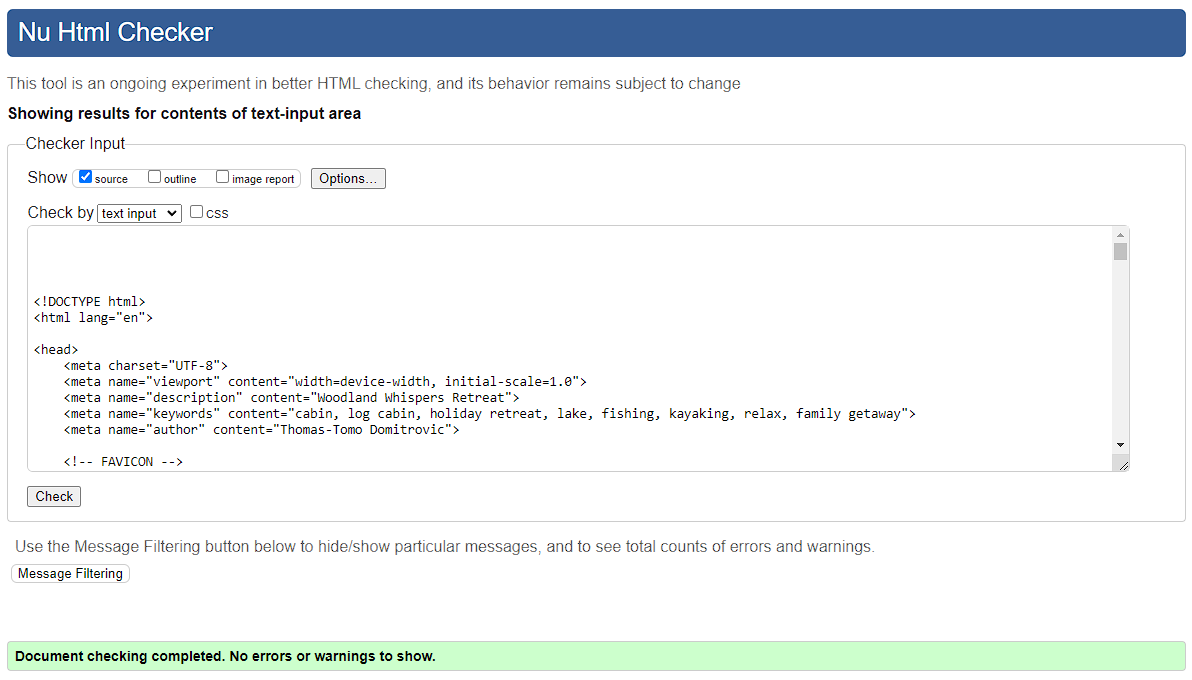 Nu Html Checker
This tool is an ongoing experiment in better HTML checking, and its behavior remains subject to change
Showing results for contents of text-input area
Checker Input
Show source outline image report Options...
Check by text input css
<!DOCTYPE html>
<html lang="en">
<head>
<meta charset="UTF-8">
<meta name="viewport" content="width=device-width, initial-scale=1.0">
<meta name="description" content="Woodland Whispers Retreat">
<meta name="keywords" content="cabin, log cabin, holiday retreat, lake, fishing, kayaking, relax, family getaway">
<meta name="author" content="Thomas-Tomo Domitrovic">
<!-- FAVICON -->
Check
Use the Message Filtering button below to hide/show particular messages, and to see total counts of errors and warnings.
Message Filtering
Document checking completed. No errors or warnings to show.